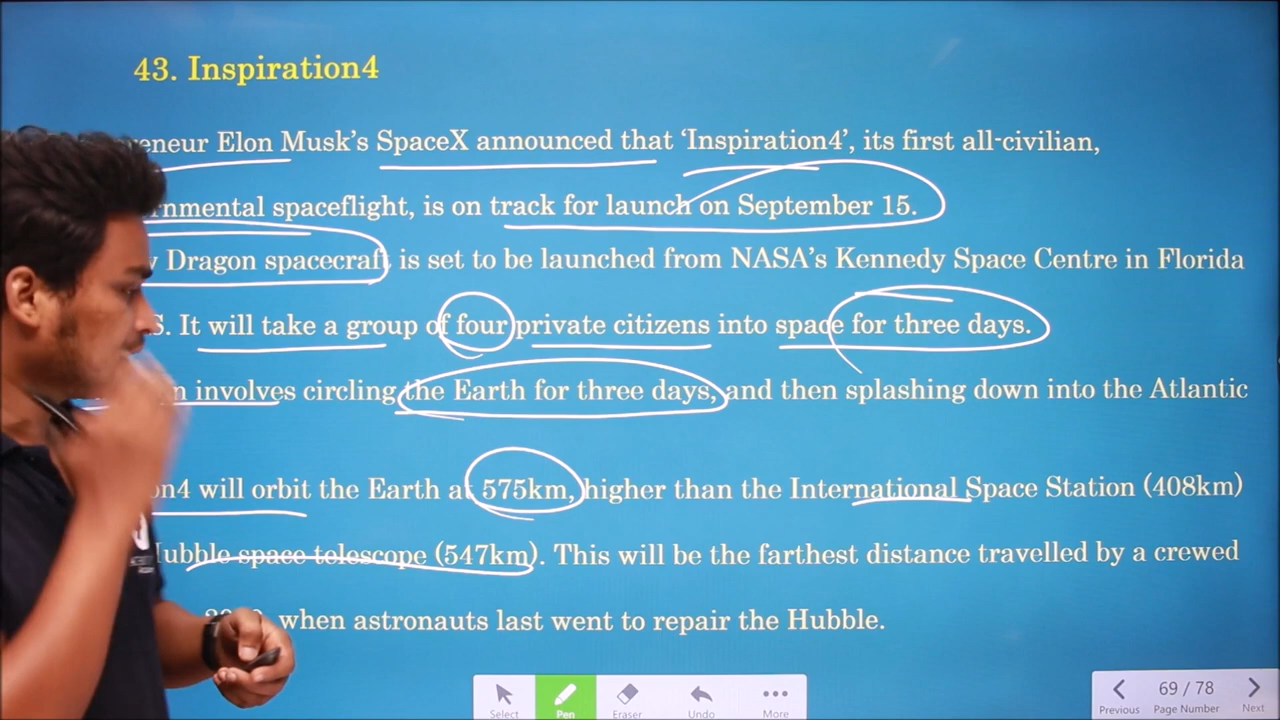 43. Inspiration4
Elon Musk's SpaceX announced that 'Inspiration4', its first all-civilian,
spaceflight, is on track for launch on September 15.
Dragon spacecraft is set to be launched from NASA's Kennedy Space Centre in Florida
It will take a group of four private citizens into space for three days.
involves circling the Earth for three days, and then splashing down into the Atlantic
will orbit the Earth at 575km, higher than the International Space Station (408km)
space telescope (547km). This will be the farthest distance travelled by a crewed
when astronauts last went to repair the Hubble.
Select Pen Eraser Undo More
Previous 69 / 78 Page Number Next